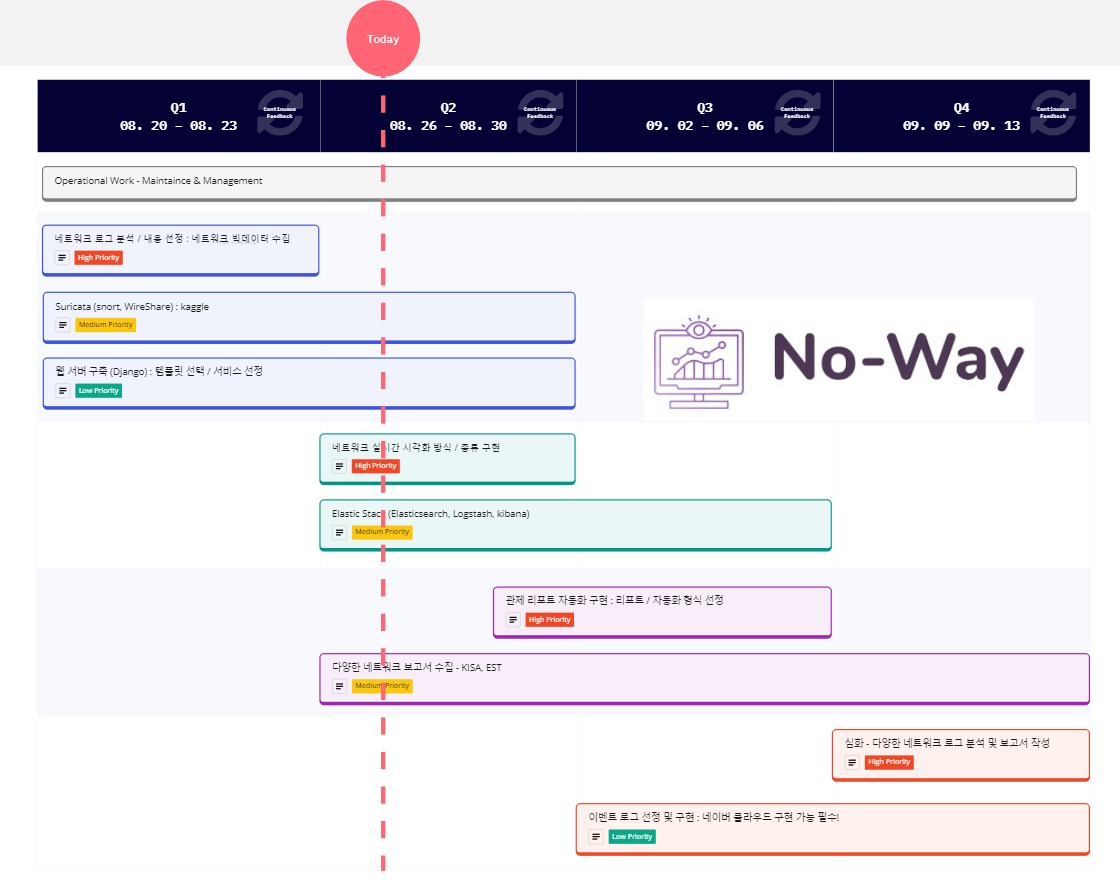 Today
Q1
08. 20 – 08. 23
Continuous
Feedback
Q2
08. 26 – 08. 30
Continuous
Feedback
Q3
09. 02 – 09. 06
Continuous
Feedback
Q4
09. 09 – 09. 13
Continuous
Feedback
Operational Work - Maintaince & Management
네트워크 로그 분석 / 내용 선정 : 네트워크 빅데이터 수집
High Priority
Suricata (snort, WireShare) : kaggle
Medium Priority
웹 서버 구축 (Django) : 템플릿 선택 / 서비스 선정
Low Priority
No-Way
네트워크 실시간 시각화 방식 / 종류 구현
High Priority
Elastic Stack (Elasticsearch, Logstash, kibana)
Medium Priority
관제 리포트 자동화 구현 : 리포트 / 자동화 형식 선정
High Priority
다양한 네트워크 보고서 수집 - KISA, EST
Medium Priority
심화 - 다양한 네트워크 로그 분석 및 보고서 작성
High Priority
이벤트 로그 선정 및 구현 : 네이버 클라우드 구현 가능 필수!
Low Priority